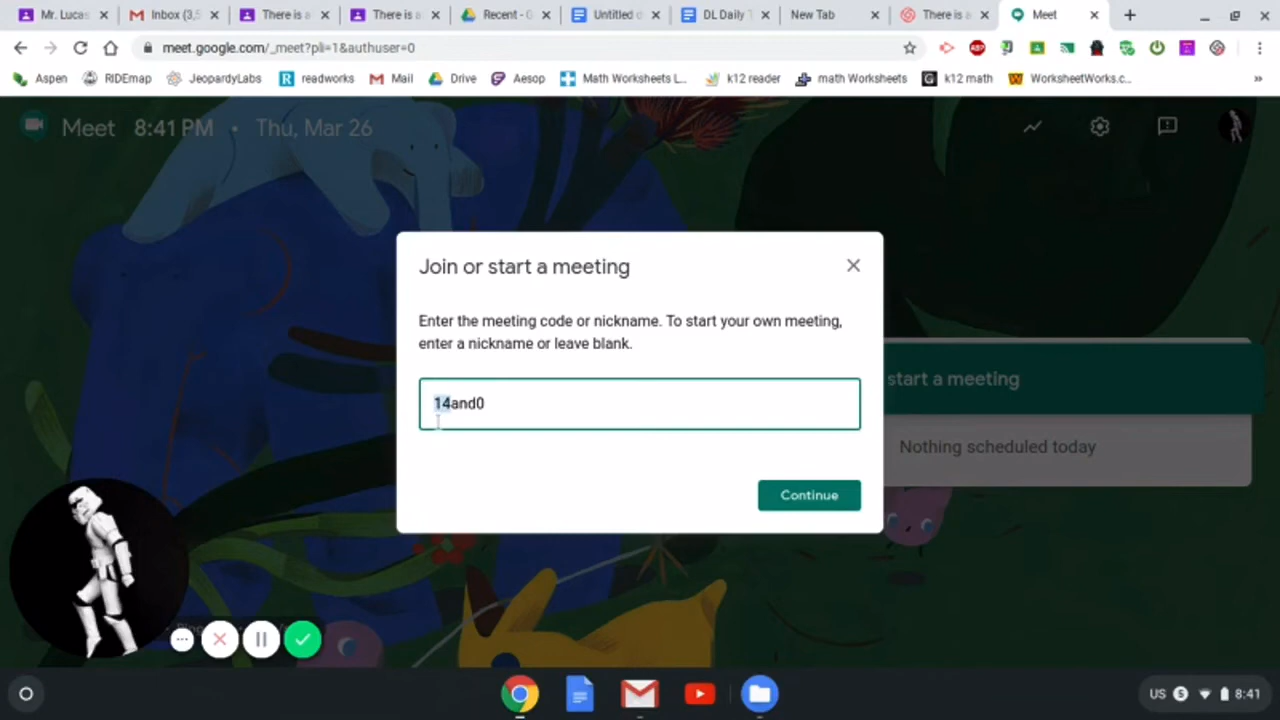 Mr. Lucas
Inbox (3,5
There is a
There is a
Recent - G
Untitled d
DL Daily T
New Tab
There is a
Meet
meet.google.com/_meet?pli=1&authuser=0
ABP
Aspen
RIDEmap
JeopardyLabs
readworks
Mail
Drive
Aesop
Math Worksheets L...
k12 reader
math Worksheets
k12 math
WorksheetWorks.c...
Meet 8:41 PM • Thu, Mar 26
Join or start a meeting
Enter the meeting code or nickname. To start your own meeting,
enter a nickname or leave blank.
start a meeting
14and0
Nothing scheduled today
Continue
US
8:41